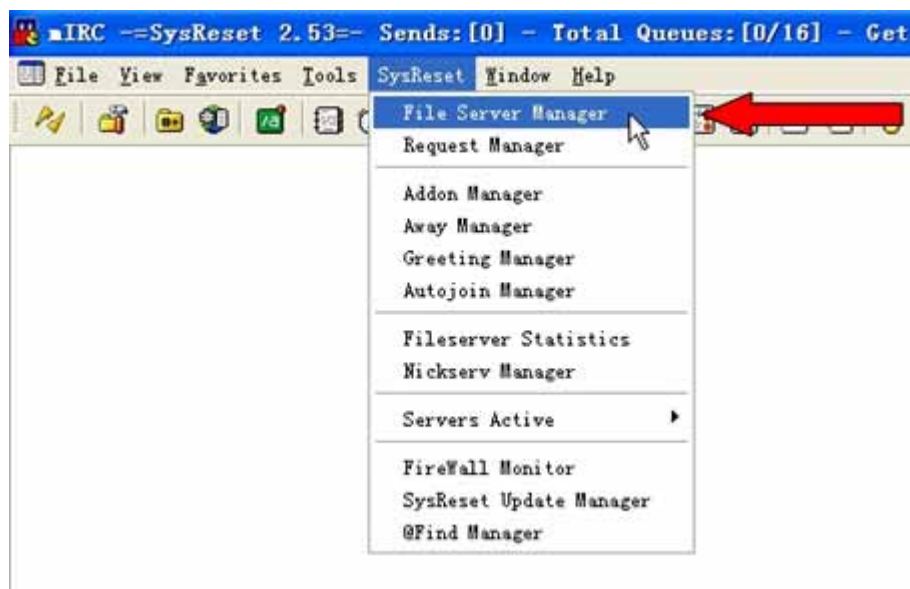 mIRC -=SysReset 2.53=- Sends:[0] - Total Queues:[0/16] - Get
File View Favorites Tools SysReset Window Help
File Server Manager
Request Manager
Addon Manager
Away Manager
Greeting Manager
Autojoin Manager
Fileserver Statistics
Nickserv Manager
Servers Active
FireWall Monitor
SysReset Update Manager
@Find Manager